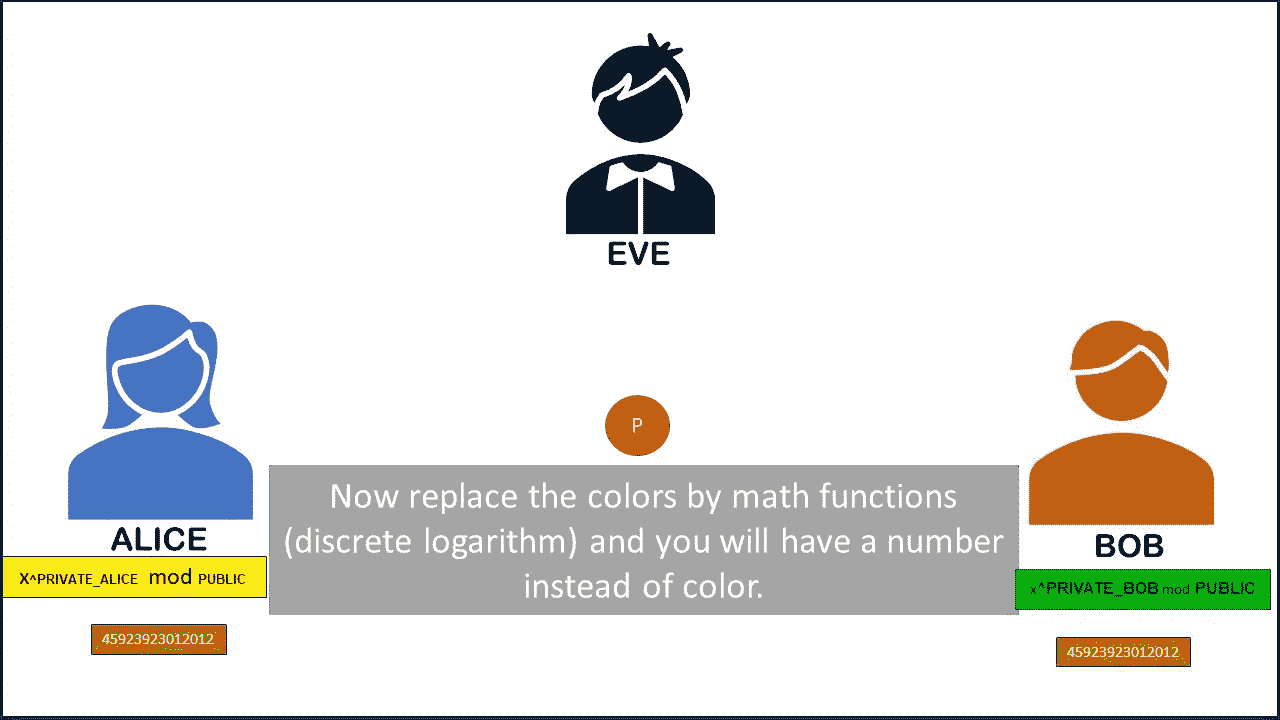 EVE
P
Now replace the colors by math functions
(discrete logarithm) and you will have a number
instead of color.
ALICE
X^PRIVATE_ALICE mod PUBLIC
45923923012012
BOB
x^PRIVATE_BOB mod PUBLIC
45923923012012